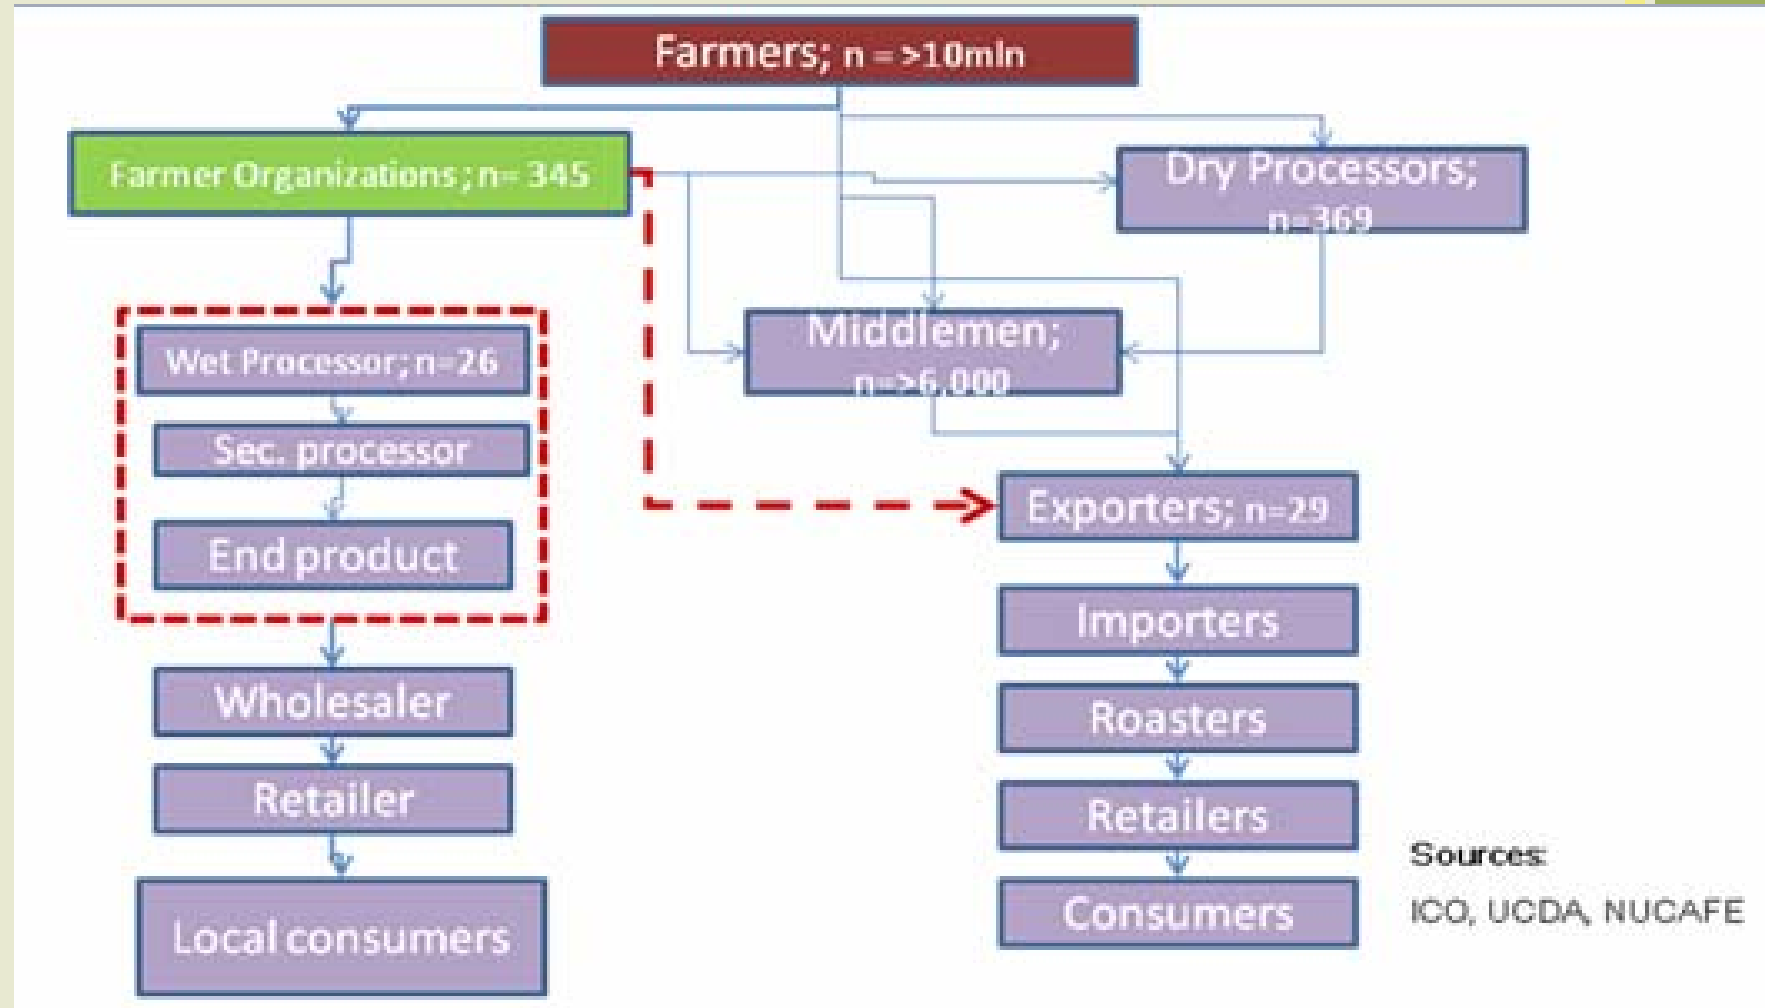 Farmers; n = >10mln
Farmer Organizations; n= 345
Dry Processors;
n=369
Middlemen;
n=>6,000
Wet Processor; n=26
Sec. processor
End product
Wholesaler
Retailer
Local consumers
Exporters; n=29
Importers
Roasters
Retailers
Consumers
Sources:
ICO, UCDA, NUCAFE